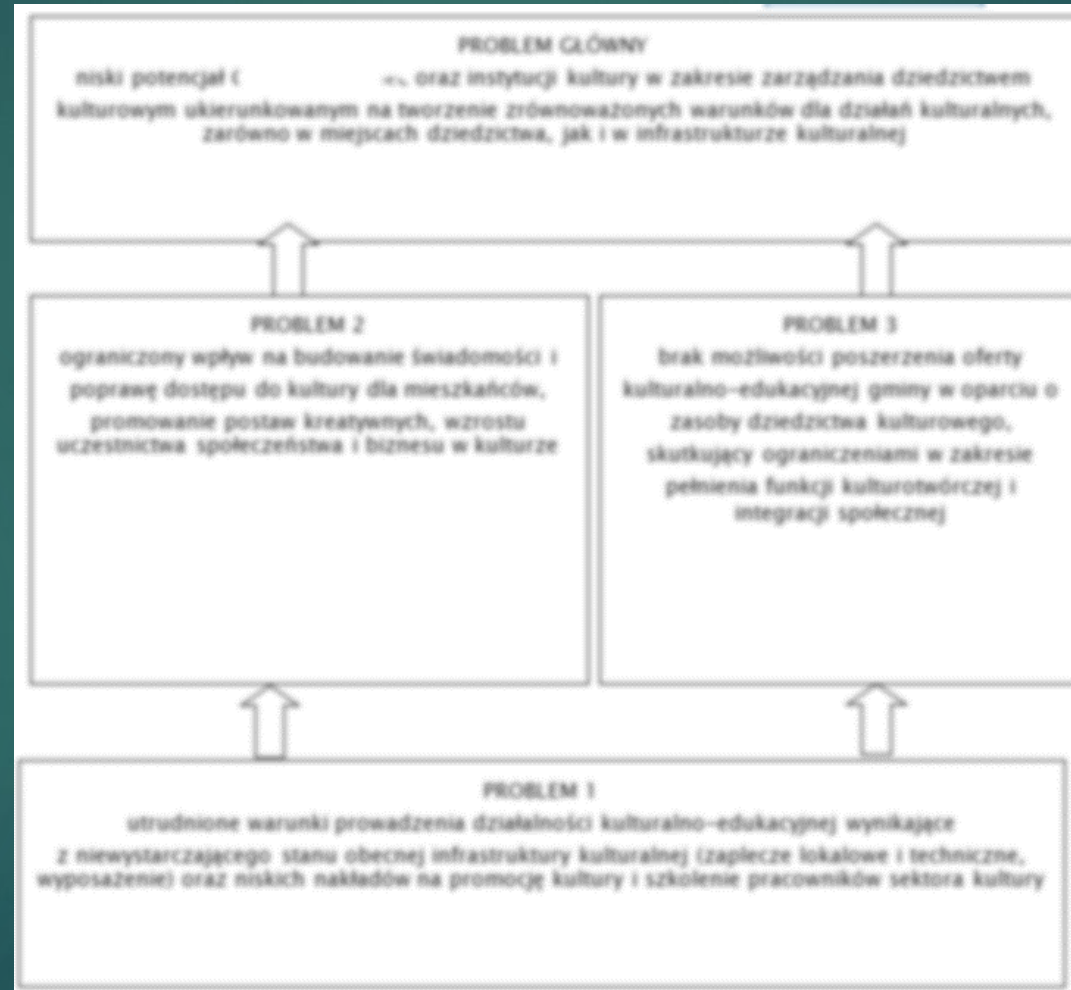 PROBLEM GŁÓWNY
niski potencjał (
oraz instytucji kultury w zakresie zarządzania dziedzictwem
kulturowym ukierunkowanym na tworzenie zrównoważonych warunków dla działań kulturalnych,
zarówno w miejscach dziedzictwa, jak i w infrastrukturze kulturalnej
PROBLEM 2
ograniczony wpływ na budowanie świadomości i
poprawę dostępu do kultury dla mieszkańców,
promowanie postaw kreatywnych, wzrostu
uczestnictwa społeczeństwa i biznesu w kulturze
PROBLEM 3
brak możliwości poszerzenia oferty
kulturalno-edukacyjnej gminy w oparciu o
zasoby dziedzictwa kulturowego,
skutkujący ograniczeniami w zakresie
pełnienia funkcji kulturotwórczej i
integracji społecznej
PROBLEM 1
utrudnione warunki prowadzenia działalności kulturalno-edukacyjnej wynikające
z niewystarczającego stanu obecnej infrastruktury kulturalnej (zaplecze lokalowe i techniczne,
wyposażenie) oraz niskich nakładów na promocję kultury i szkolenie pracowników sektora kultury